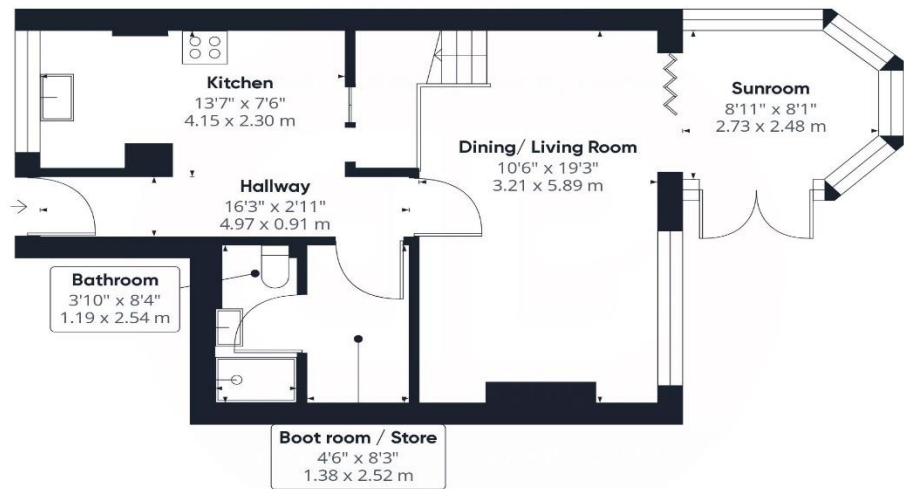 Kitchen
13'7" x 7'6"
4.15 x 2.30 m
Sunroom
8'11" x 8'1"
2.73 x 2.48 m
Dining/ Living Room
10'6" x 19'3"
3.21 x 5.89 m
Hallway
16'3" x 2'11"
4.97 x 0.91 m
Bathroom
3'10" x 8'4"
1.19 x 2.54 m
Boot room / Store
4'6" x 8'3"
1.38 x 2.52 m